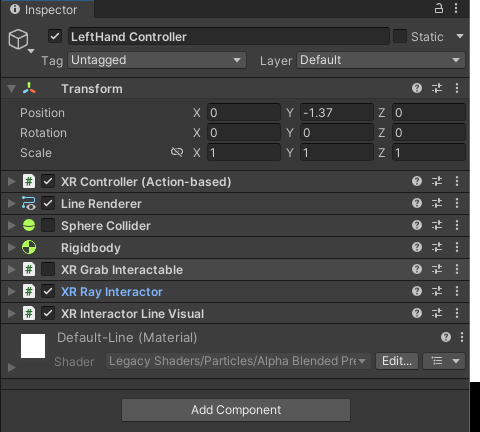 Inspector
LeftHand Controller Static
Tag Untagged Layer Default
Transform
Position X 0 Y -1.37 Z 0
Rotation X 0 Y 0 Z 0
Scale X 1 Y 1 Z 1
# XR Controller (Action-based)
Line Renderer
Sphere Collider
Rigidbody
# XR Grab Interactable
# XR Ray Interactor
# XR Interactor Line Visual
Default-Line (Material)
Shader Legacy Shaders/Particles/Alpha Blended Pre Edit...
Add Component